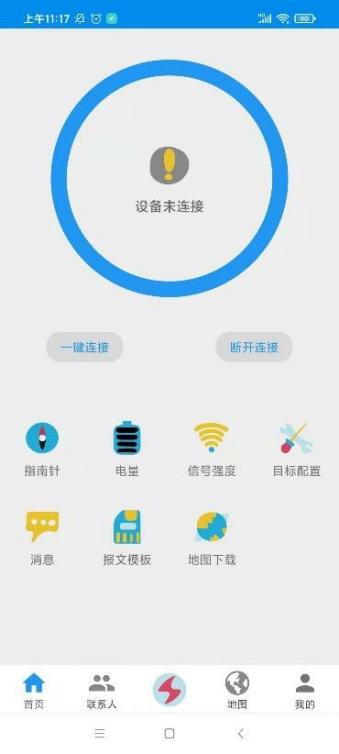 上午11:17
90
设备未连接
一键连接 断开连接
指南针 电量 信号强度 目标配置
消息 报文模板 地图下载
首页 联系人 地图 我的